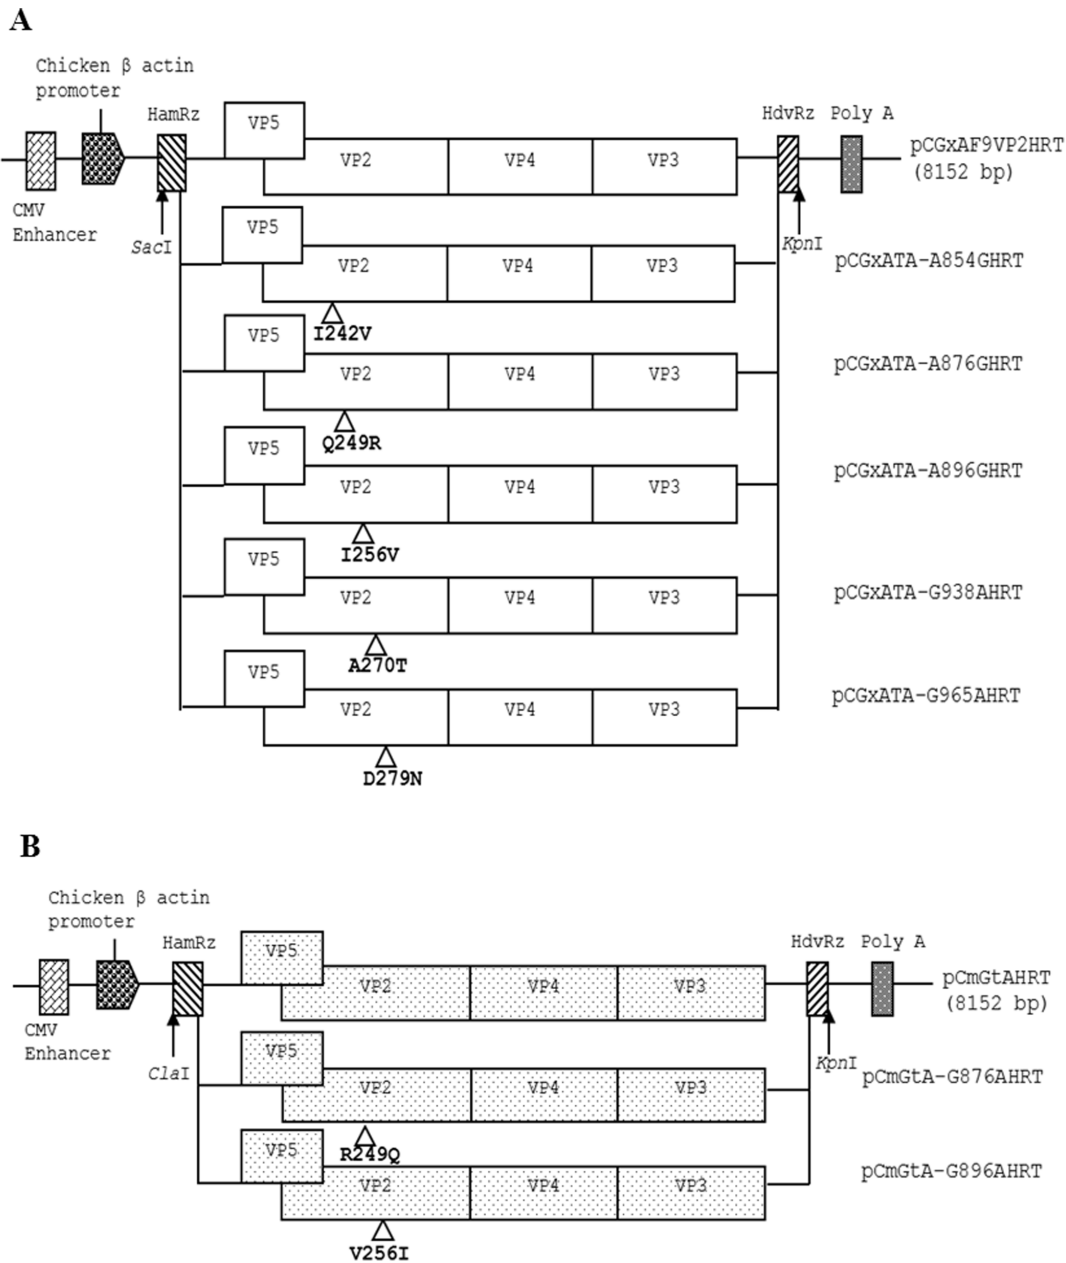 A
Chicken β actin
promoter
HamRz
VP5
HdvRz
Poly A
pCGxAF9VP2HRT
(8152 bp)
VP2
VP4
VP3
CMV
Enhancer
SacI
KpnI
VP5
VP2
VP4
VP3
pCGxATA-A854GHRT
I242V
VP5
VP2
VP4
VP3
pCGxATA-A876GHRT
Q249R
VP5
VP2
VP4
VP3
pCGxATA-A896GHRT
I256V
VP5
VP2
VP4
VP3
pCGxATA-G938AHRT
A270T
VP5
VP2
VP4
VP3
pCGxATA-G965AHRT
D279N
B
Chicken β actin
promoter
HamRz
VP5
HdvRz
Poly A
pCmGtAHRT
(8152 bp)
VP2
VP4
VP3
CMV
Enhancer
ClaI
KpnI
VP5
VP2
VP4
VP3
pCmGtA-G876AHRT
R249Q
VP5
VP2
VP4
VP3
pCmGtA-G896AHRT
V256I